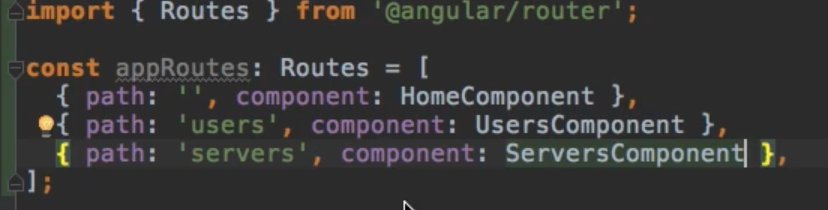 import { Routes } from '@angular/router';
const appRoutes: Routes = [
{ path: '', component: HomeComponent },
{ path: 'users', component: UsersComponent },
{ path: 'servers', component: ServersComponent },
];